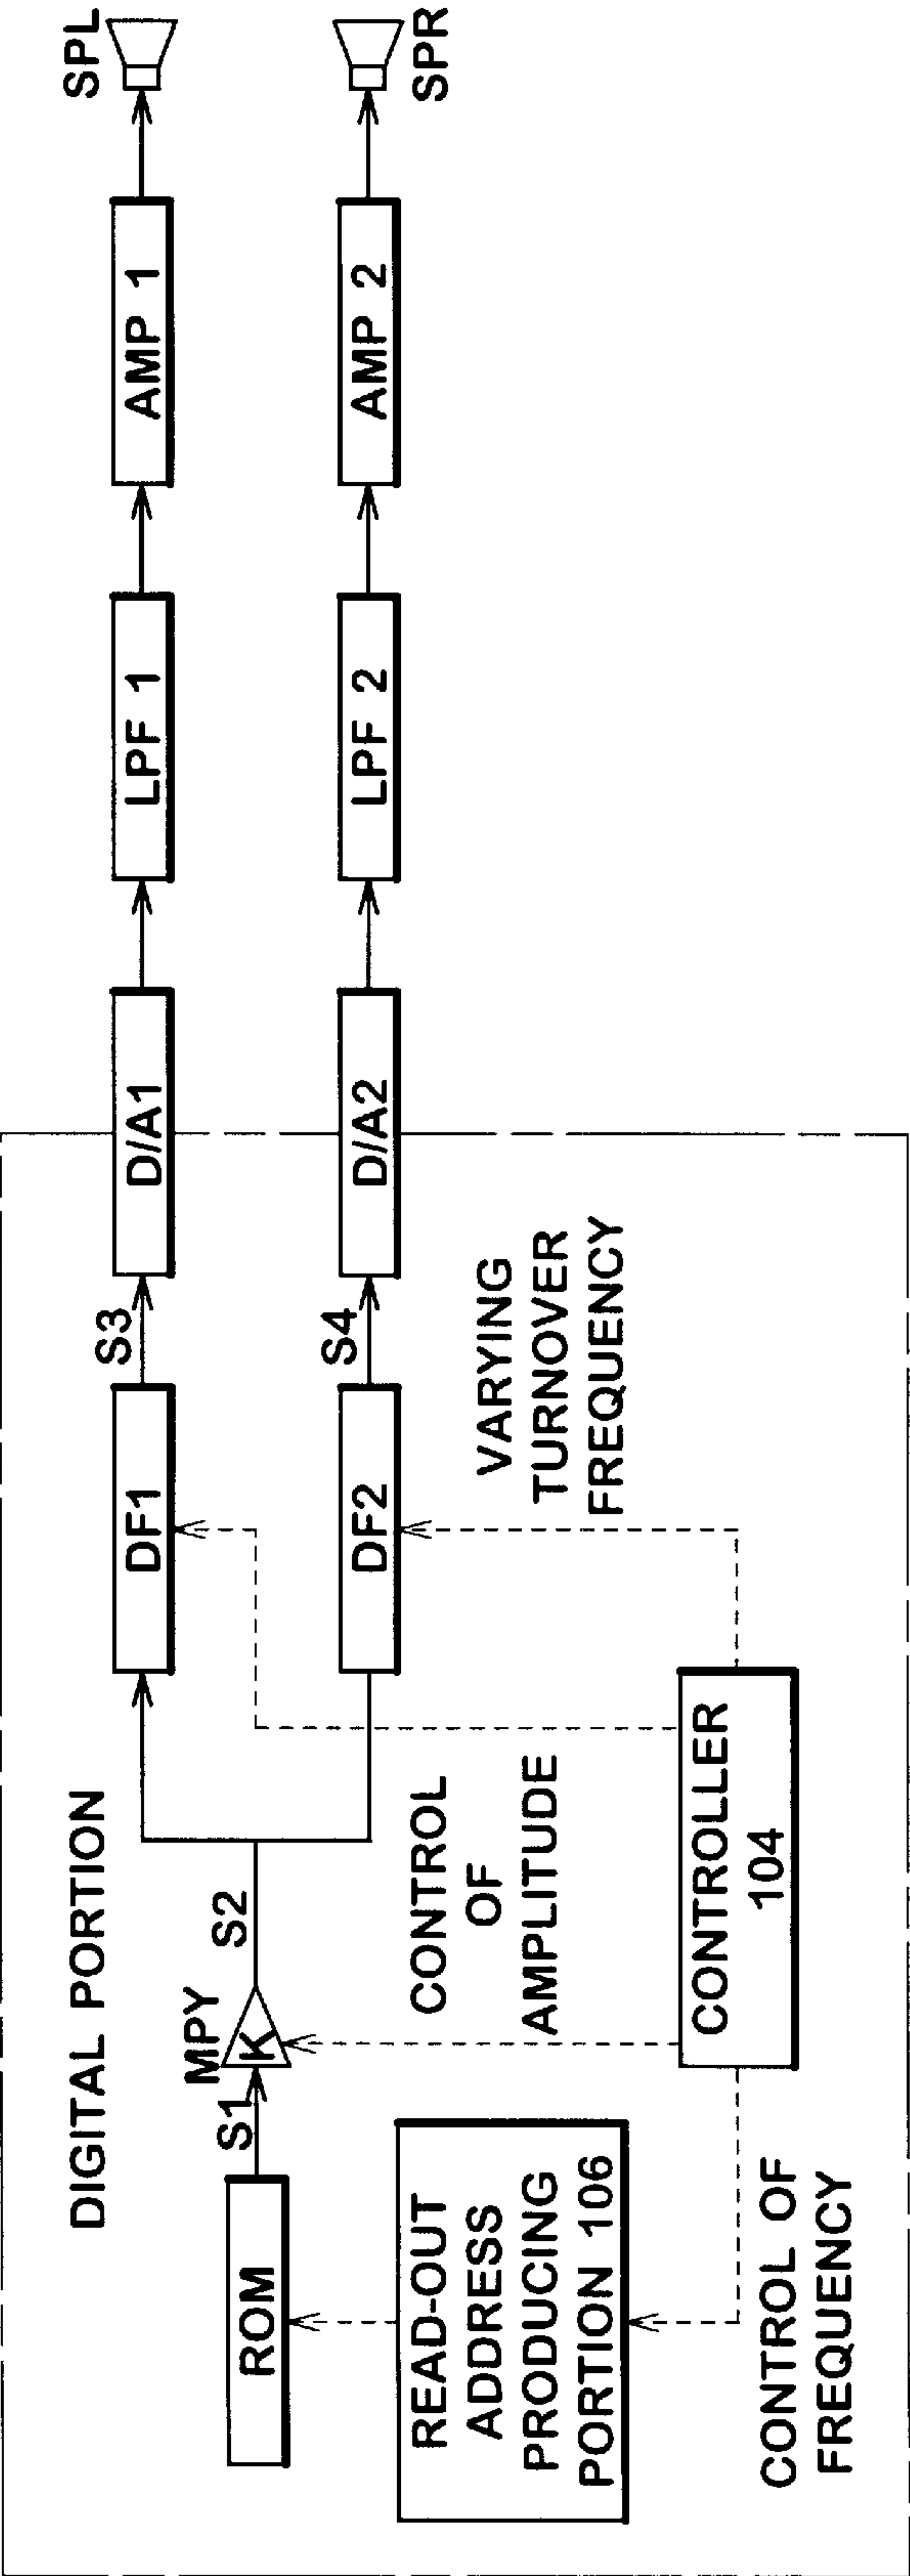 DIGITAL PORTION
ROM
S1
MPY
K
S2
DF1
S3
D/A1
LPF 1
AMP 1
SPL
DF2
S4
D/A2
LPF 2
AMP 2
SPR
READ-OUT
ADDRESS
PRODUCING
PORTION 106
CONTROL
OF
AMPLITUDE
VARYING
TURNOVER
FREQUENCY
CONTROLLER
104
CONTROL OF
FREQUENCY